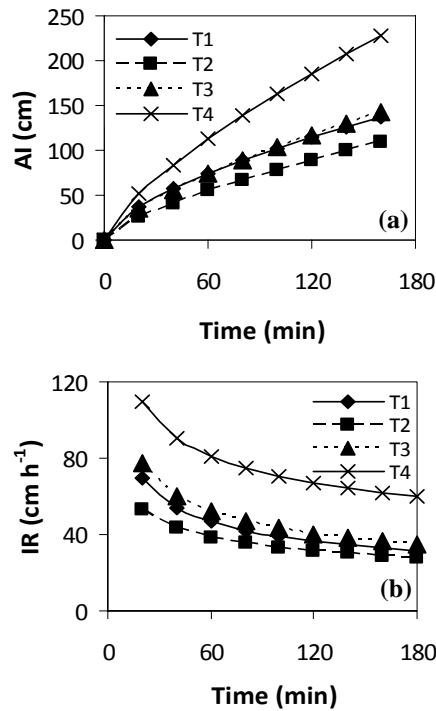 250
200
150
100
50
0
AI (cm)
T1
T2
T3
T4
(a)
0 60 120 180
Time (min)
120
80
40
0
IR (cm h⁻¹)
T1
T2
T3
T4
(b)
0 60 120 180
Time (min)